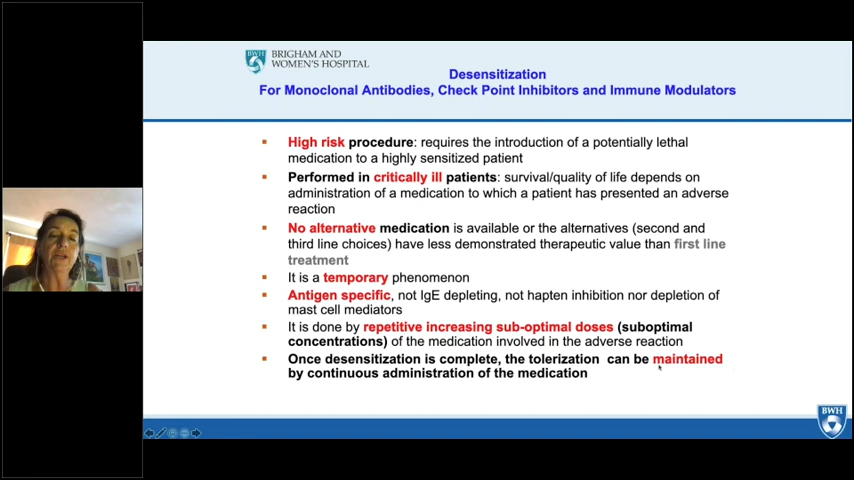 BWH
BRIGHAM AND
WOMEN'S HOSPITAL
Desensitization
For Monoclonal Antibodies, Check Point Inhibitors and Immune Modulators
▪ High risk procedure: requires the introduction of a potentially lethal
medication to a highly sensitized patient
▪ Performed in critically ill patients: survival/quality of life depends on
administration of a medication to which a patient has presented an adverse
reaction
▪ No alternative medication is available or the alternatives (second and
third line choices) have less demonstrated therapeutic value than first line
treatment
▪ It is a temporary phenomenon
▪ Antigen specific, not IgE depleting, not hapten inhibition nor depletion of
mast cell mediators
▪ It is done by repetitive increasing sub-optimal doses (suboptimal
concentrations) of the medication involved in the adverse reaction
▪ Once desensitization is complete, the tolerization can be maintained
by continuous administration of the medication
BWH